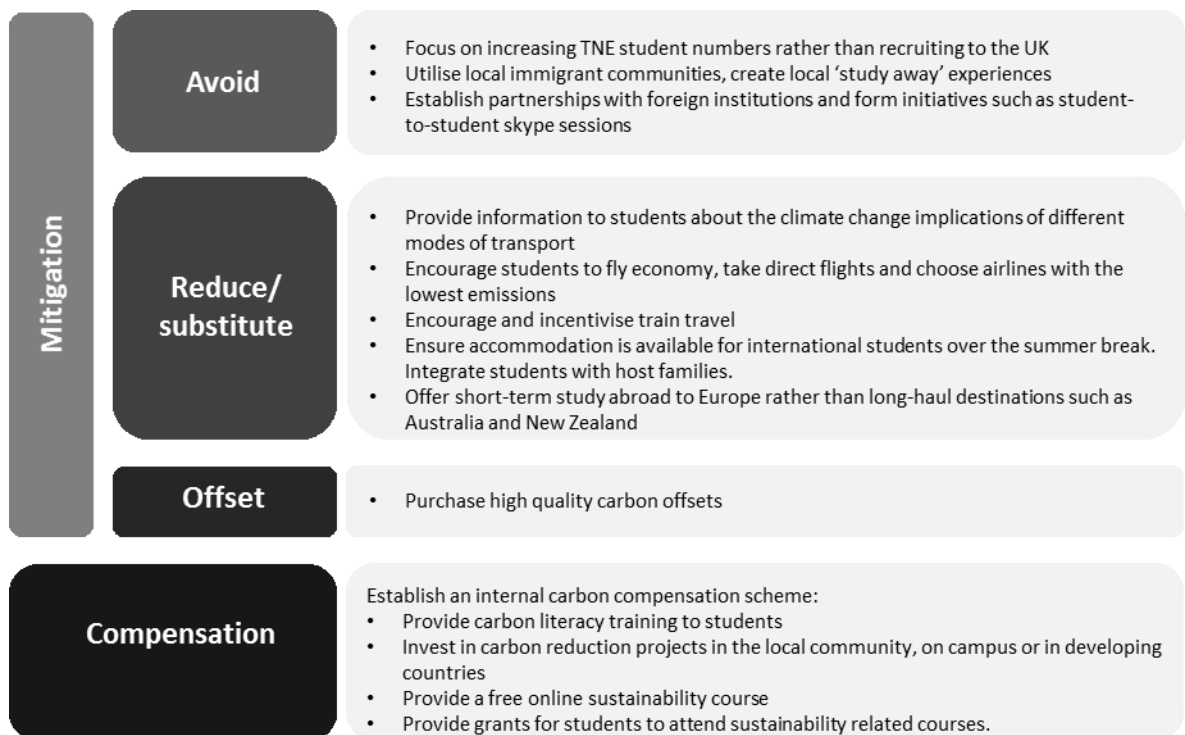 Mitigation
Avoid
• Focus on increasing TNE student numbers rather than recruiting to the UK
• Utilise local immigrant communities, create local ‘study away’ experiences
• Establish partnerships with foreign institutions and form initiatives such as student-
to-student skype sessions
Reduce/
substitute
• Provide information to students about the climate change implications of different
modes of transport
• Encourage students to fly economy, take direct flights and choose airlines with the
lowest emissions
• Encourage and incentivise train travel
• Ensure accommodation is available for international students over the summer break.
Integrate students with host families.
• Offer short-term study abroad to Europe rather than long-haul destinations such as
Australia and New Zealand
Offset
• Purchase high quality carbon offsets
Compensation
Establish an internal carbon compensation scheme:
• Provide carbon literacy training to students
• Invest in carbon reduction projects in the local community, on campus or in developing
countries
• Provide a free online sustainability course
• Provide grants for students to attend sustainability related courses.